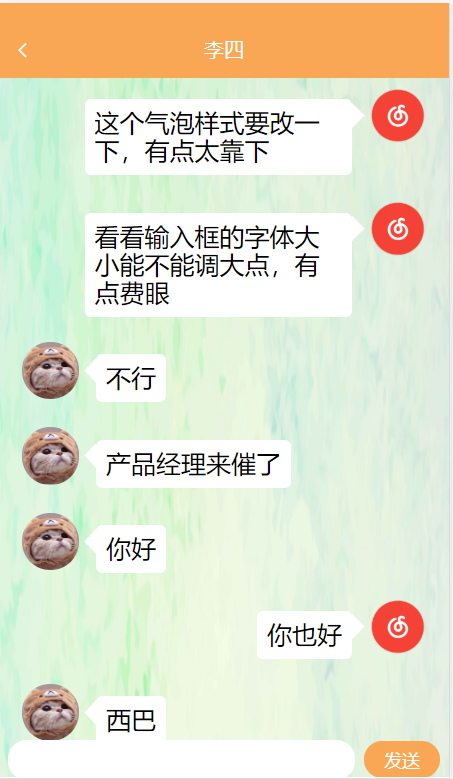 李四
这个气泡样式要改一
下，有点太靠下
看看输入框的字体大
小能不能调大点，有
点费眼
不行
产品经理来催了
你好
你也好
西巴
发送